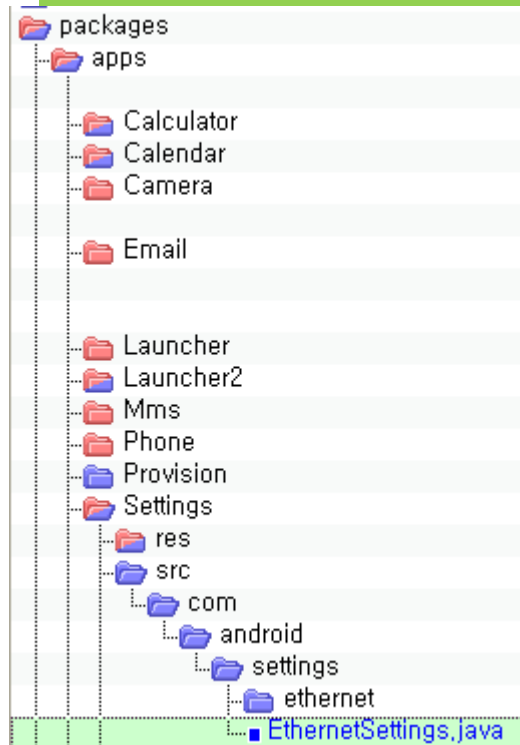 packages
apps
Calculator
Calendar
Camera
Email
Launcher
Launcher2
Mms
Phone
Provision
Settings
res
src
com
android
settings
ethernet
EthernetSettings.java